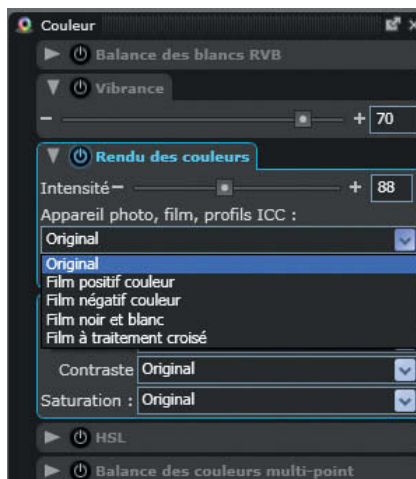 Couleur
Balance des blancs RVB
Vibrance
− + 70
Rendu des couleurs
Intensité − + 88
Appareil photo, film, profils ICC :
Original
Original
Film positif couleur
Film négatif couleur
Film noir et blanc
Film à traitement croisé
Contraste Original
Saturation : Original
HSL
Balance des couleurs multi-point